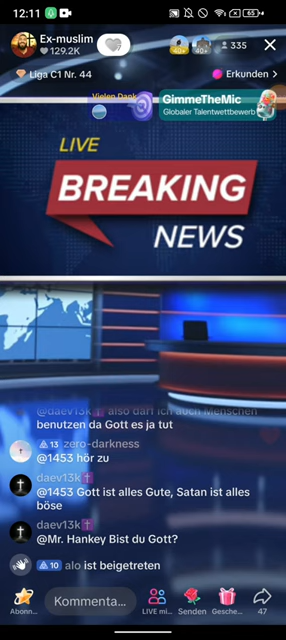 12:11
65
Ex-muslim
129.2K
40+
40+
335
Liga C1 Nr. 44
Erkunden >
Vielen Dank
GimmeTheMic
Globaler Talentwettbewerb
LIVE
BREAKING
NEWS
@daev13k✝️ also darf ich auch Menschen
benutzen da Gott es ja tut
13 zero-darkness
@1453 hör zu
daev13k✝️
@1453 Gott ist alles Gute, Satan ist alles
böse
daev13k✝️
@Mr. Hankey Bist du Gott?
10 alo ist beigetreten
Kommenta...
Abonn...
LIVE mi...
Senden
Gesche...
47